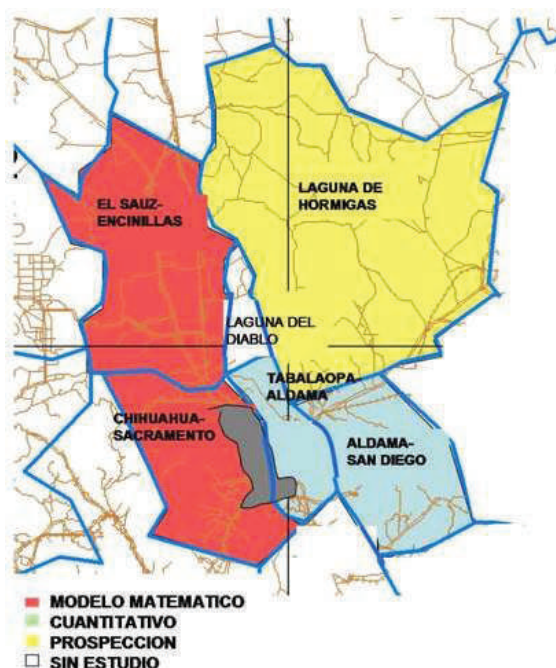 EL SAUZ-
ENCINILLAS
LAGUNA DE
HORMIGAS
LAGUNA DEL
DIABLO
TABALAOPA-
ALDAMA
CHIHUAHUA-
SACRAMENTO
ALDAMA-
SAN DIEGO
MODELO MATEMATICO
CUANTITATIVO
PROSPECCION
SIN ESTUDIO